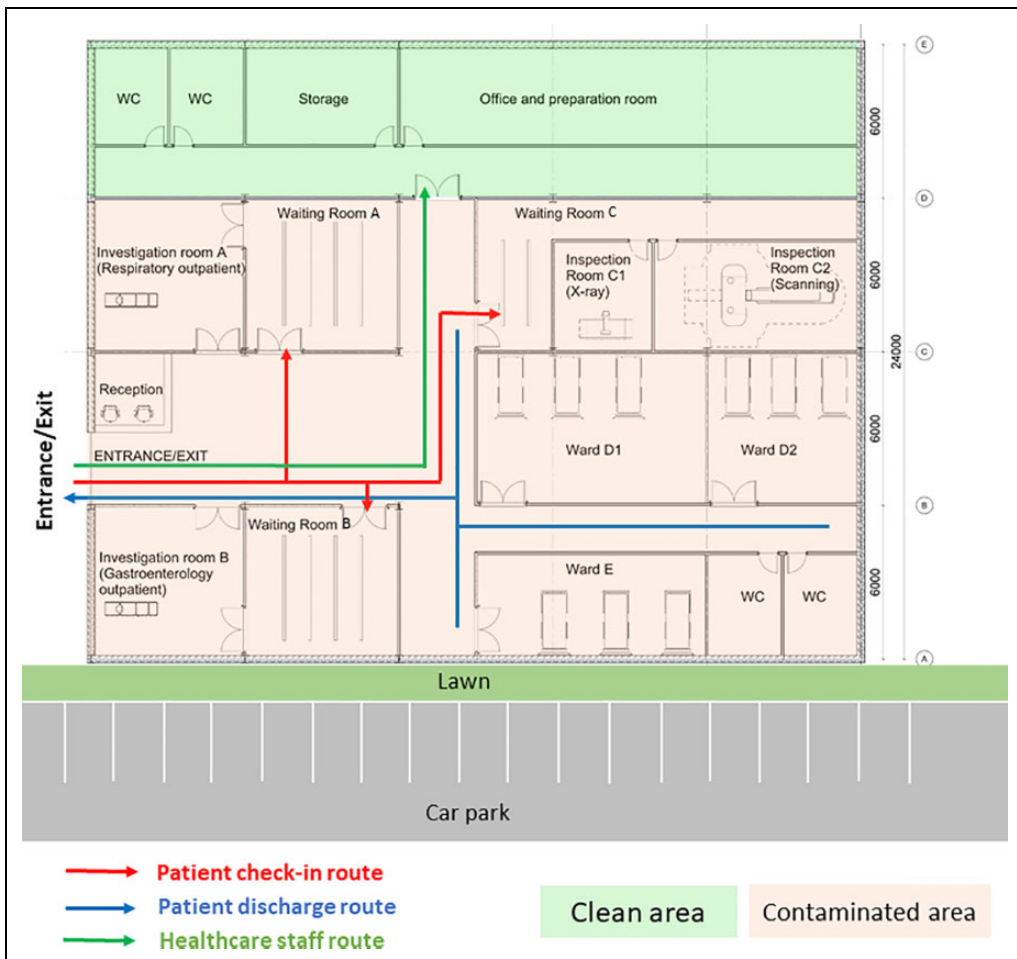 E
WC
WC
Storage
Office and preparation room
6000
D
Waiting Room A
Waiting Room C
Investigation room A
(Respiratory outpatient)
Inspection
Room C1
(X-ray)
Inspection
Room C2
(Scanning)
6000
C
24000
Reception
Entrance/Exit
ENTRANCE/EXIT
Ward D1
Ward D2
6000
B
Waiting Room B
Investigation room B
(Gastroenterology
outpatient)
Ward E
WC
WC
6000
A
Lawn
Car park
Patient check-in route
Patient discharge route
Healthcare staff route
Clean area
Contaminated area